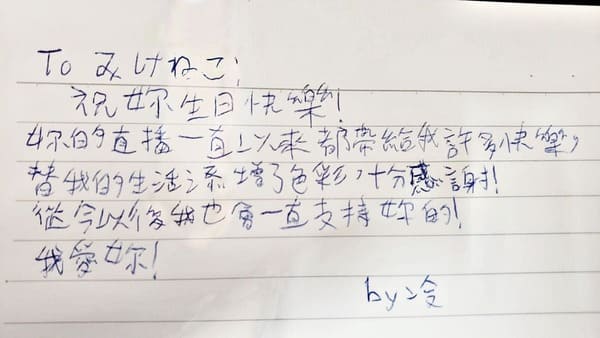 To みけねこ:
祝妳生日快樂!
妳的直播一直以來都帶給我許多快樂,
替我的生活添增了色彩,十分感謝!
從今以後我也會一直支持妳的!
我愛妳!
by 冷